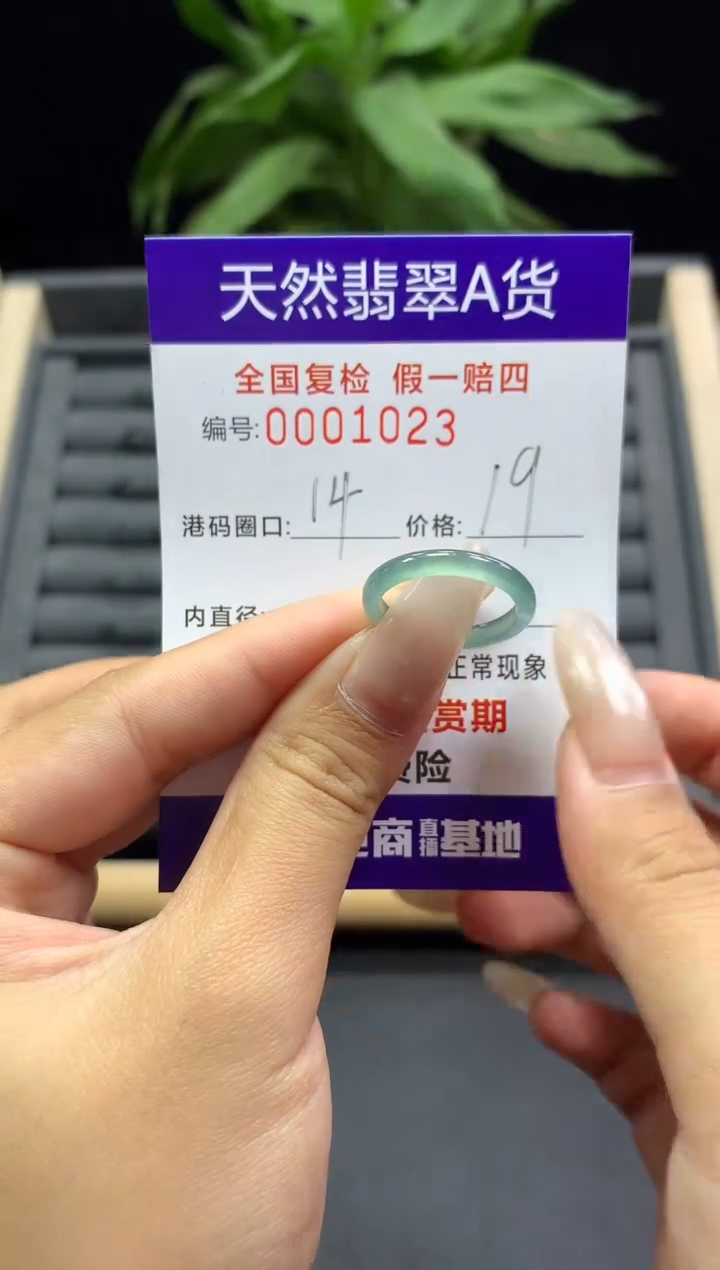 天然翡翠A货
全国复检 假一赔四
编号:0001023
港码圈口: 14 价格: 19
内直径:
正常现象
赏期
险
商直播基地